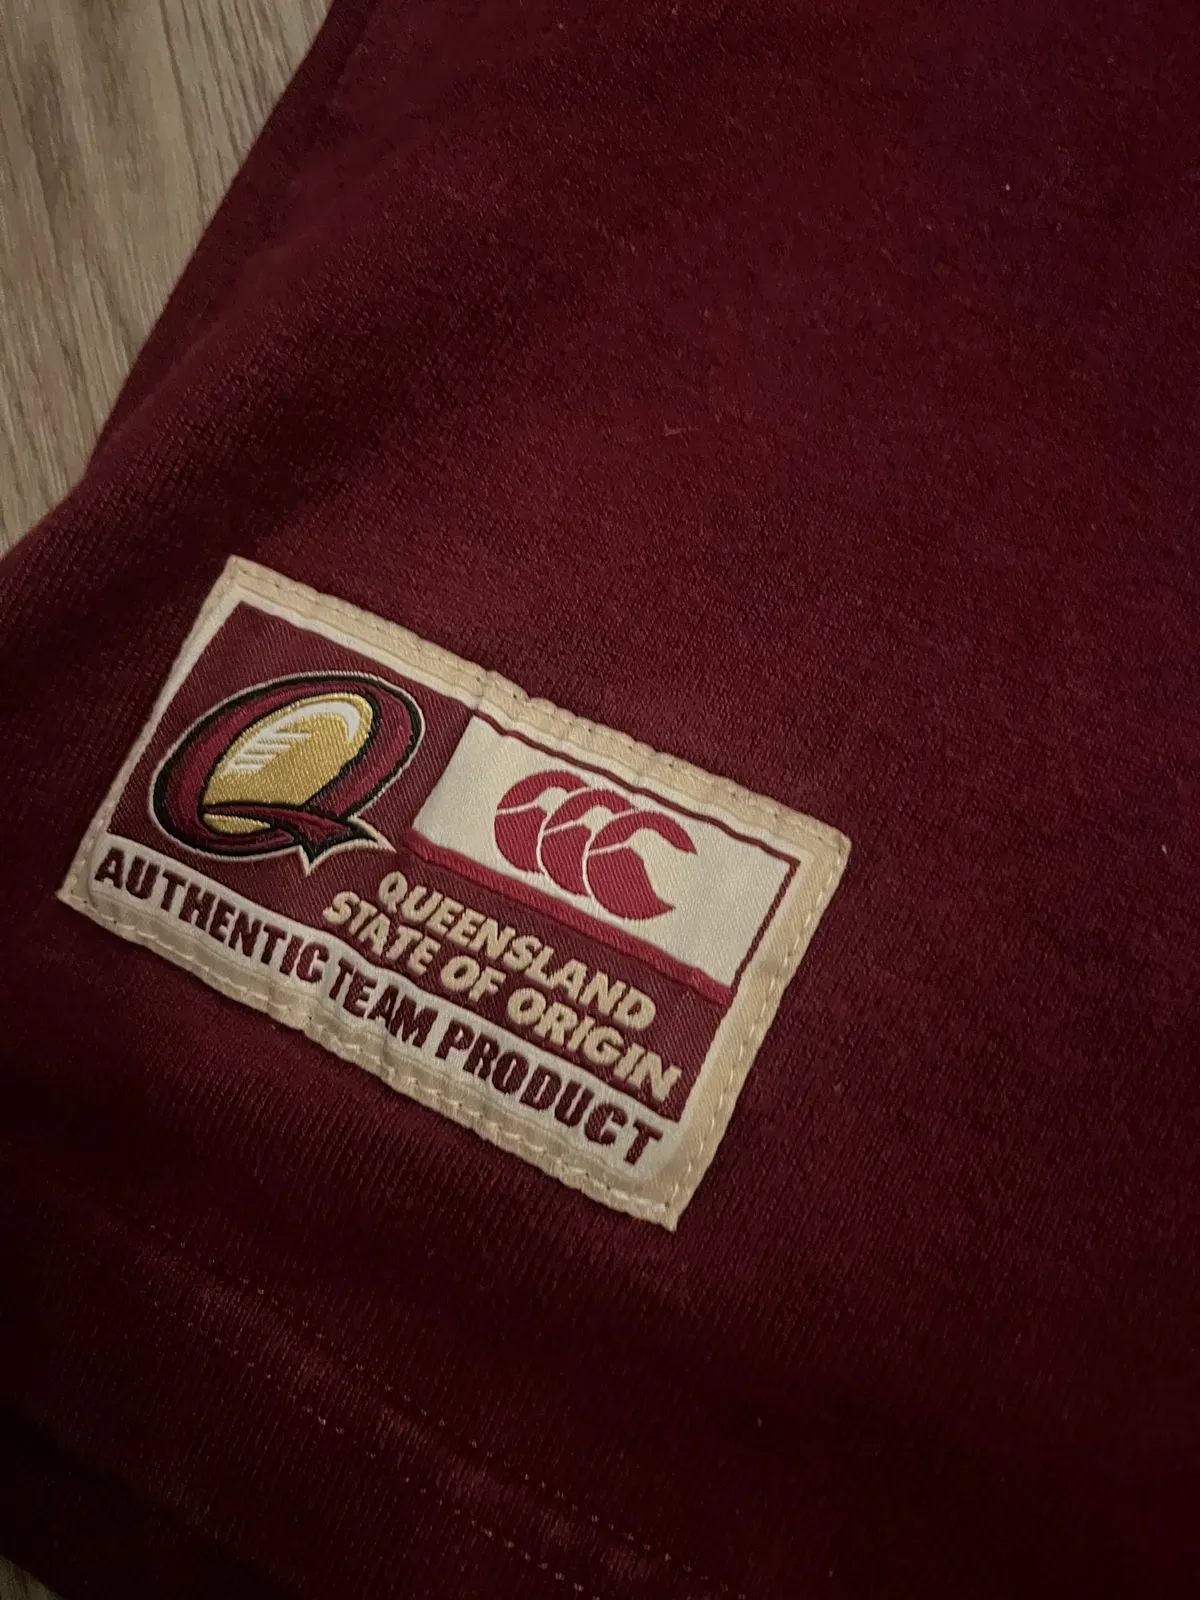 QUEENSLAND
STATE OF ORIGIN
AUTHENTIC TEAM PRODUCT